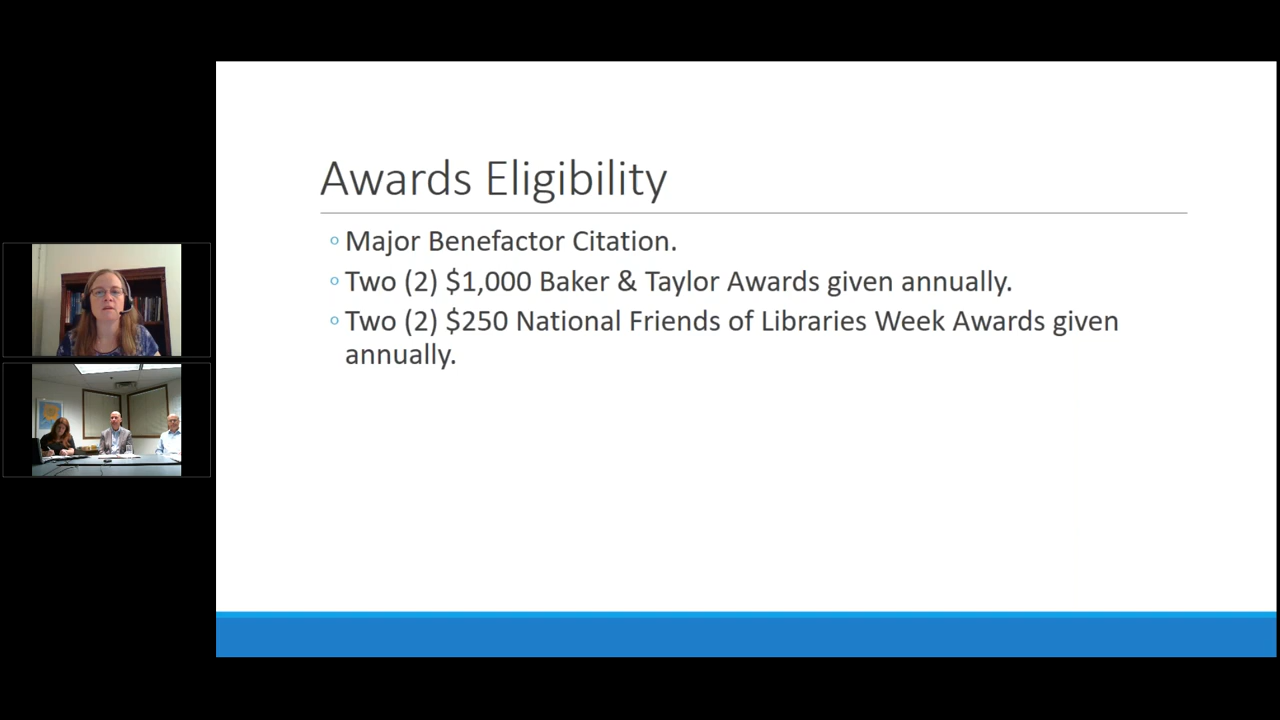 Awards Eligibility
Major Benefactor Citation.
Two (2) $1,000 Baker & Taylor Awards given annually.
Two (2) $250 National Friends of Libraries Week Awards given
annually.